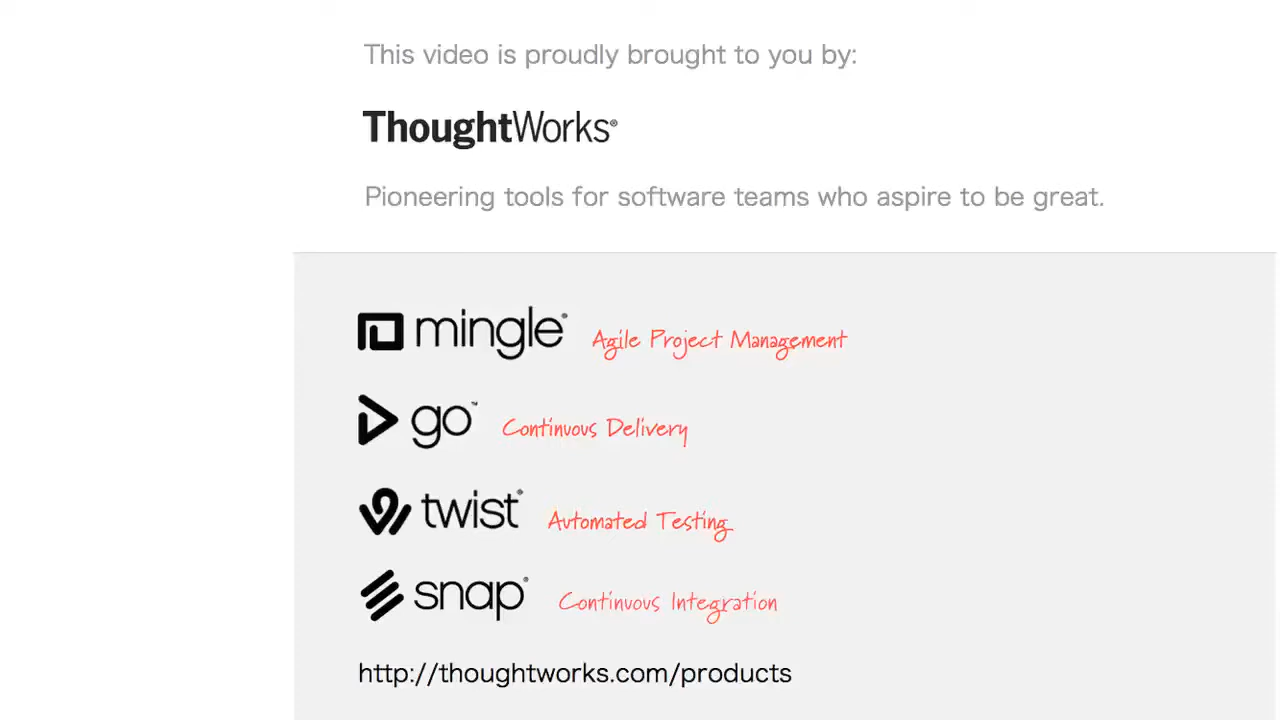 This video is proudly brought to you by:
ThoughtWorks®
Pioneering tools for software teams who aspire to be great.
mingle® Agile Project Management
go™ Continuous Delivery
twist® Automated Testing
snap® Continuous Integration
http://thoughtworks.com/products